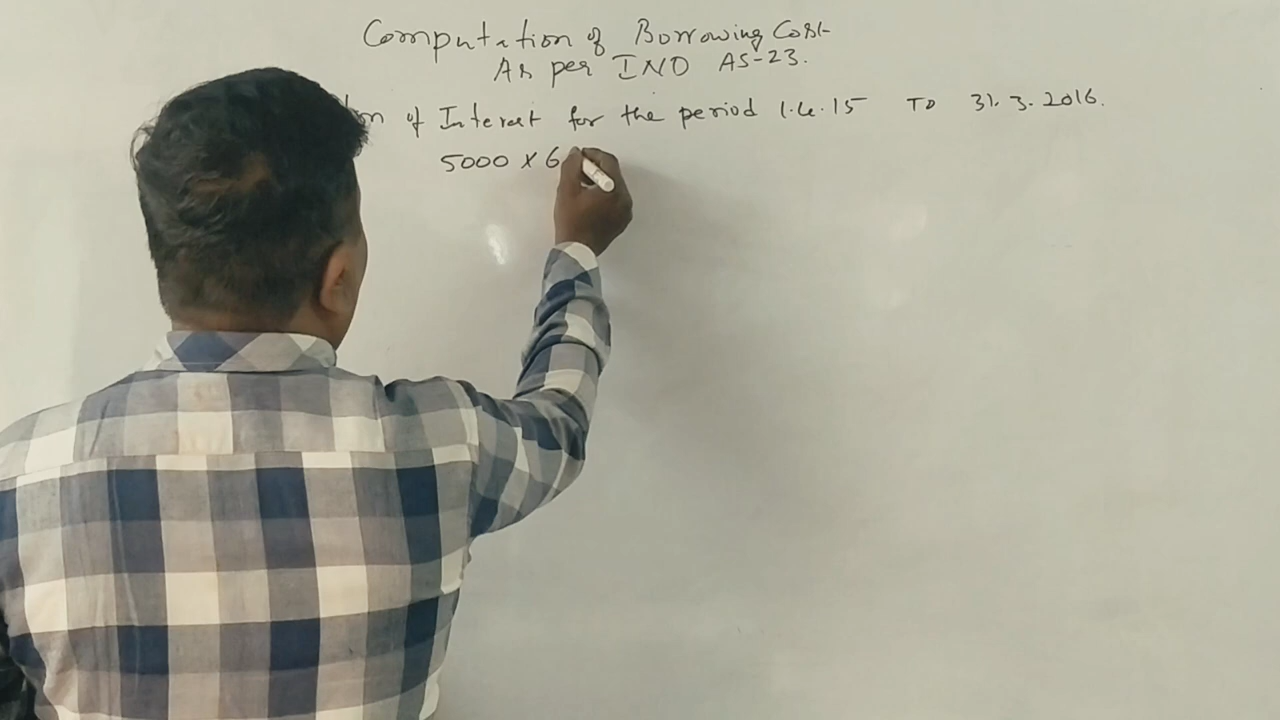 Computation of Borrowing Cost
As per IND AS-23.
of Interest for the period 1.4.15 TO 31.3.2016.
5000 x 6